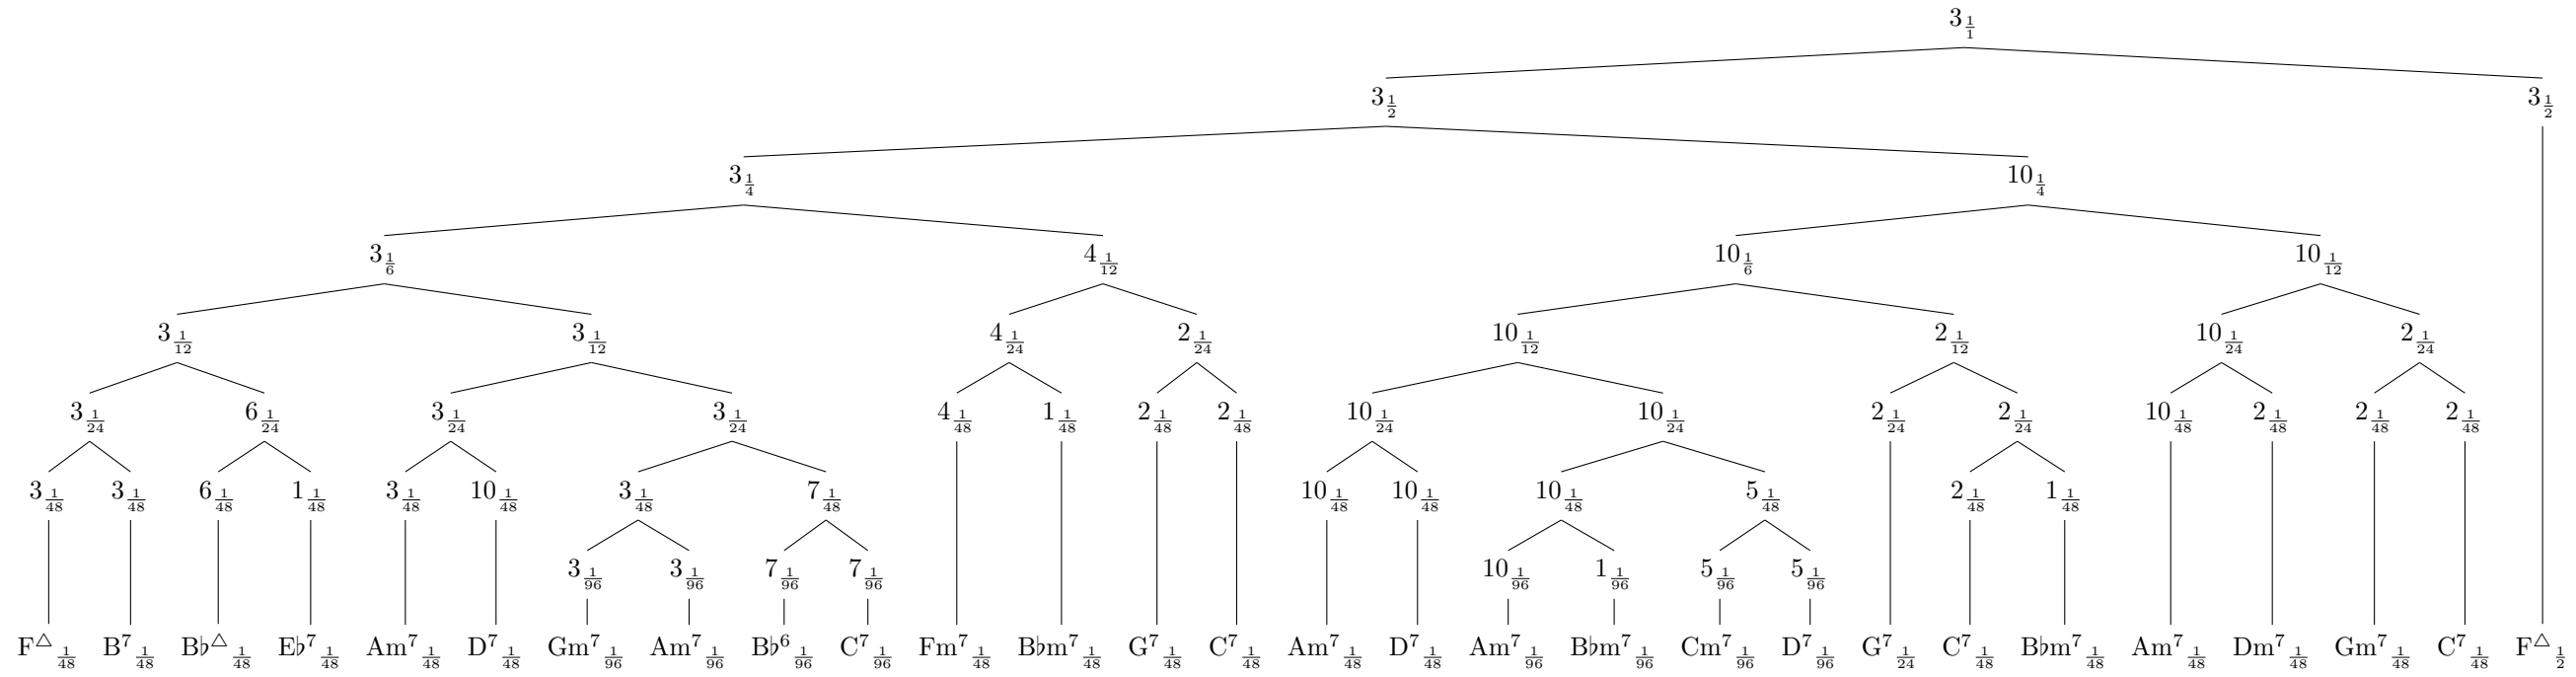 3 1/1
3 1/2 3 1/2
3 1/4 10 1/4
3 1/6 4 1/12 10 1/6 10 1/12
3 1/12 3 1/12 4 1/24 2 1/24 10 1/12 2 1/12 10 1/24 2 1/24
3 1/24 6 1/24 3 1/24 3 1/24 4 1/48 1 1/48 2 1/48 2 1/48 10 1/24 10 1/24 2 1/24 2 1/24 10 1/48 2 1/48 2 1/48 2 1/48
3 1/48 3 1/48 6 1/48 1 1/48 3 1/48 10 1/48 3 1/48 7 1/48 10 1/48 10 1/48 10 1/48 5 1/48 2 1/48 1 1/48
3 1/96 3 1/96 7 1/96 7 1/96 10 1/96 1 1/96 5 1/96 5 1/96
F△ 1/48 B7 1/48 B♭△ 1/48 E♭7 1/48 Am7 1/48 D7 1/48 Gm7 1/96 Am7 1/96 B♭6 1/96 C7 1/96 Fm7 1/48 B♭m7 1/48 G7 1/48 C7 1/48 Am7 1/48 D7 1/48 Am7 1/96 B♭m7 1/96 Cm7 1/96 D7 1/96 G7 1/24 C7 1/48 B♭m7 1/48 Am7 1/48 Dm7 1/48 Gm7 1/48 C7 1/48 F△ 1/2